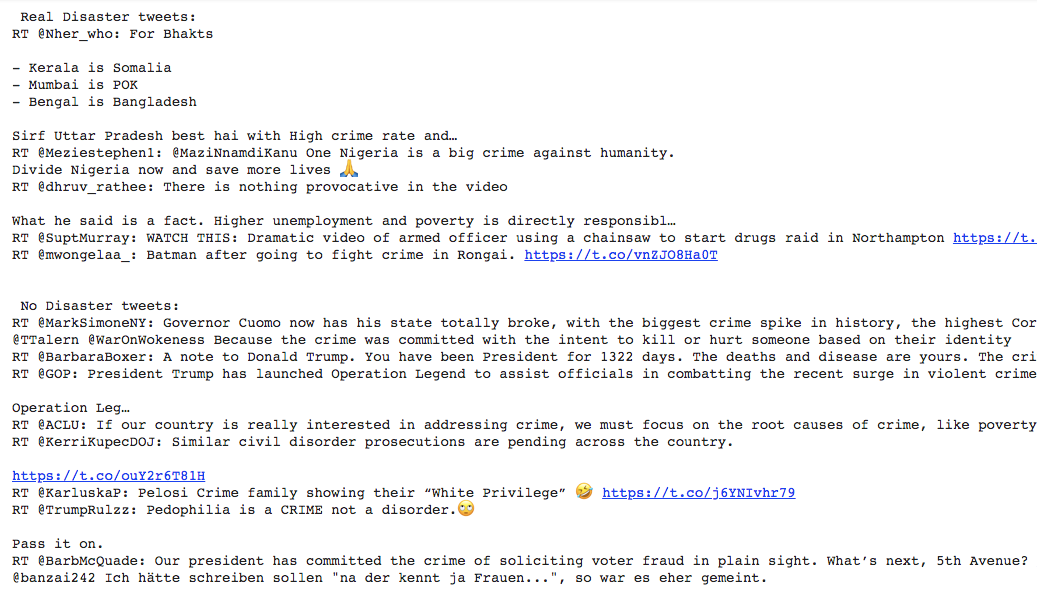 Real Disaster tweets:
RT @Nher_who: For Bhakts
- Kerala is Somalia
- Mumbai is POK
- Bengal is Bangladesh
Sirf Uttar Pradesh best hai with High crime rate and…
RT @Meziestephen1: @MaziNnamdiKanu One Nigeria is a big crime against humanity.
Divide Nigeria now and save more lives 🙏
RT @dhruv_rathee: There is nothing provocative in the video
What he said is a fact. Higher unemployment and poverty is directly responsibl…
RT @SuptMurray: WATCH THIS: Dramatic video of armed officer using a chainsaw to start drugs raid in Northampton https://t.
RT @mwongelaa_: Batman after going to fight crime in Rongai. https://t.co/vnZJO8Ha0T
No Disaster tweets:
RT @MarkSimoneNY: Governor Cuomo now has his state totally broke, with the biggest crime spike in history, the highest Cor
@TTalern @WarOnWokeness Because the crime was committed with the intent to kill or hurt someone based on their identity
RT @BarbaraBoxer: A note to Donald Trump. You have been President for 1322 days. The deaths and disease are yours. The cri
RT @GOP: President Trump has launched Operation Legend to assist officials in combatting the recent surge in violent crime
Operation Leg…
RT @ACLU: If our country is really interested in addressing crime, we must focus on the root causes of crime, like poverty
RT @KerriKupecDOJ: Similar civil disorder prosecutions are pending across the country.
https://t.co/ouY2r6T81H
RT @KarluskaP: Pelosi Crime family showing their “White Privilege” 🤣 https://t.co/j6YNIvhr79
RT @TrumpRulzz: Pedophilia is a CRIME not a disorder.🙄
Pass it on.
RT @BarbMcQuade: Our president has committed the crime of soliciting voter fraud in plain sight. What’s next, 5th Avenue?
@banzai242 Ich hätte schreiben sollen "na der kennt ja Frauen...", so war es eher gemeint.